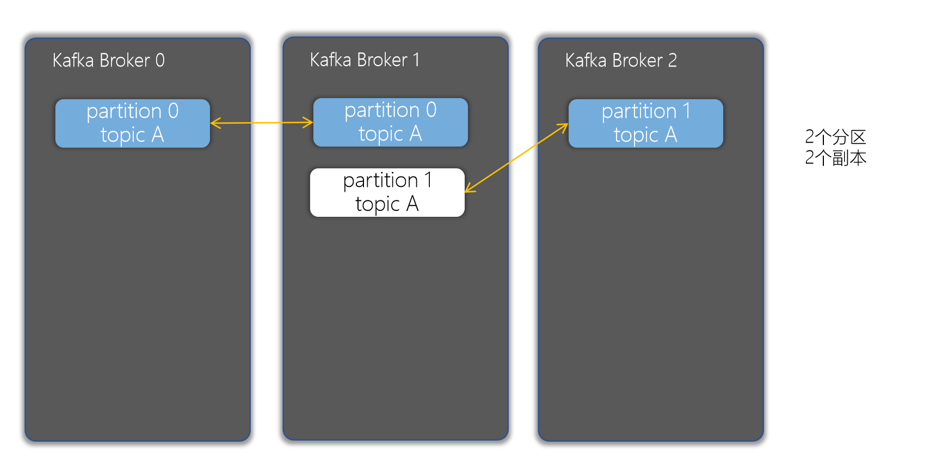 Kafka Broker 0
partition 0
topic A
Kafka Broker 1
partition 0
topic A
partition 1
topic A
Kafka Broker 2
partition 1
topic A
2个分区
2个副本